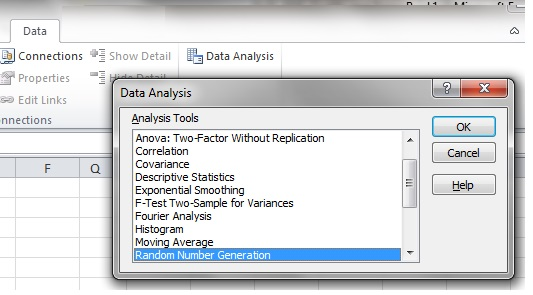 Data
Connections Show Detail Data Analysis
Properties Hide Detail
Edit Links
nnections
F Q
Data Analysis
Analysis Tools
Anova: Two-Factor Without Replication
Correlation
Covariance
Descriptive Statistics
Exponential Smoothing
F-Test Two-Sample for Variances
Fourier Analysis
Histogram
Moving Average
Random Number Generation
OK
Cancel
Help